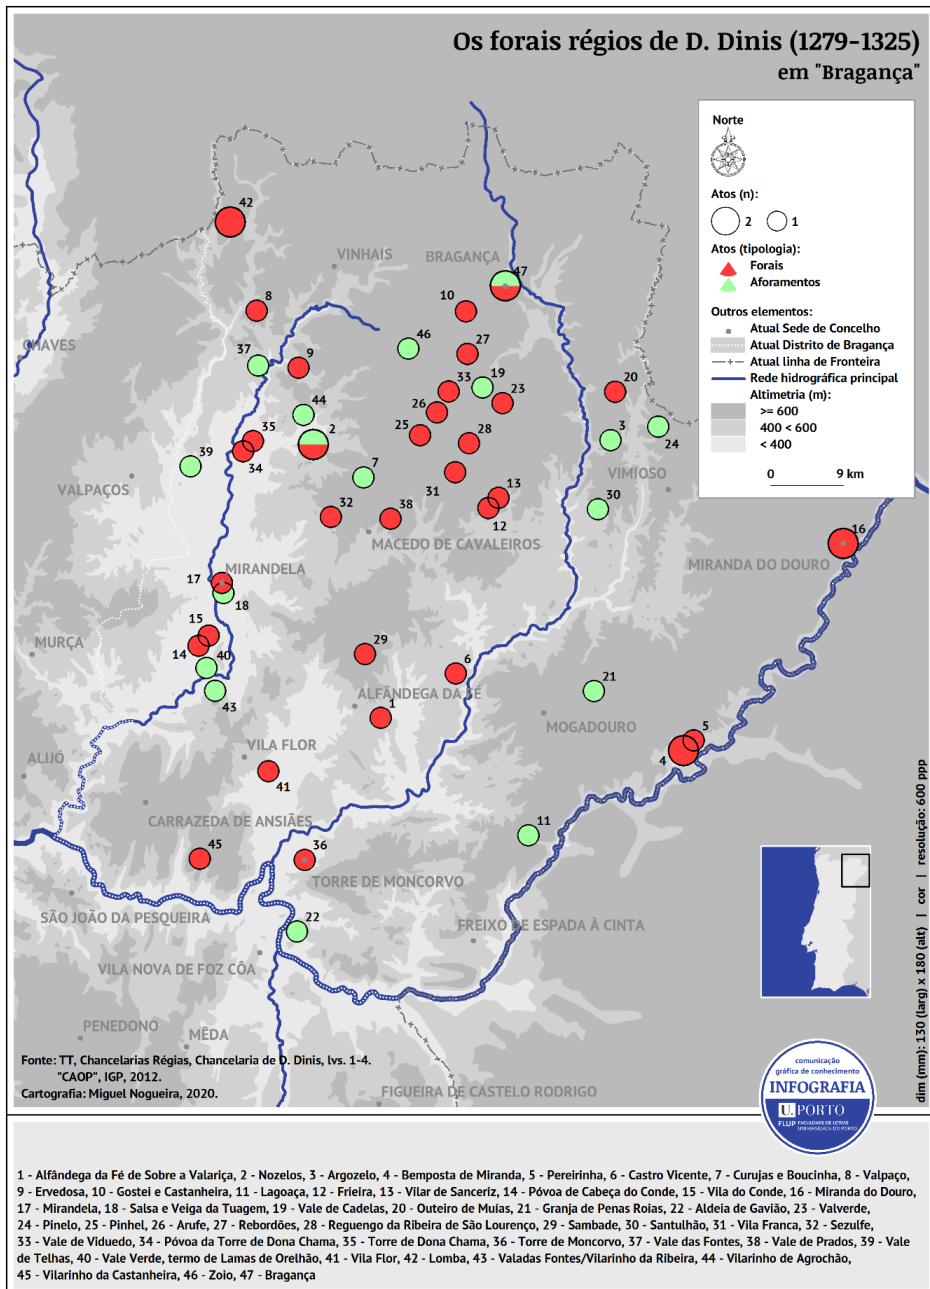 Os forais régios de D. Dinis (1279-1325)
em "Bragança"
Norte
Atos (n):
2
1
Atos (tipologia):
Forais
Aforamentos
Outros elementos:
Atual Sede de Concelho
Atual Distrito de Bragança
Atual linha de Fronteira
Rede hidrográfica principal
Altimetria (m):
>= 600
400 < 600
< 400
0 9 km
42
VINHAIS
BRAGANÇA
47
8
10
CHAVES
46
27
37
9
33
19
20
23
44
26
35
2
25
28
3
24
34
39
7
VIMIOSO
VALPAÇOS
31
13
30
32
38
12
16
MACEDO DE CAVALEIROS
MIRANDA DO DOURO
17
MIRANDELA
18
15
MURÇA
14
40
29
6
43
21
ALFÂNDEGA DA FÉ
1
MOGADOURO
5
VILA FLOR
4
ALIJÓ
41
CARRAZEDA DE ANSIÃES
11
45
36
TORRE DE MONCORVO
SÃO JOÃO DA PESQUEIRA
22
FREIXO DE ESPADA À CINTA
VILA NOVA DE FOZ CÔA
PENEDONO
MÊDA
FIGUEIRA DE CASTELO RODRIGO
Fonte: TT, Chancelarias Régias, Chancelaria de D. Dinis, lvs. 1-4.
"CAOP", IGP, 2012.
Cartografia: Miguel Nogueira, 2020.
dim (mm): 130 (larg) x 180 (alt) | cor | resolução: 600 ppp
comunicação
gráfica de conhecimento
INFOGRAFIA
U. PORTO
FLUP FACULDADE DE LETRAS
UNIVERSIDADE DO PORTO
1 - Alfândega da Fé de Sobre a Valariça, 2 - Nozelos, 3 - Argozelo, 4 - Bemposta de Miranda, 5 - Pereirinha, 6 - Castro Vicente, 7 - Curujas e Boucinha, 8 - Valpaço,
9 - Ervedosa, 10 - Gostei e Castanheira, 11 - Lagoaça, 12 - Frieira, 13 - Vilar de Sanceriz, 14 - Póvoa de Cabeça do Conde, 15 - Vila do Conde, 16 - Miranda do Douro,
17 - Mirandela, 18 - Salsa e Veiga da Tuagem, 19 - Vale de Cadelas, 20 - Outeiro de Muías, 21 - Granja de Penas Roias, 22 - Aldeia de Gavião, 23 - Valverde,
24 - Pinelo, 25 - Pinhel, 26 - Arufe, 27 - Rebordões, 28 - Reguengo da Ribeira de São Lourenço, 29 - Sambade, 30 - Santulhão, 31 - Vila Franca, 32 - Sezulfe,
33 - Vale de Viduedo, 34 - Póvoa da Torre de Dona Chama, 35 - Torre de Dona Chama, 36 - Torre de Moncorvo, 37 - Vale das Fontes, 38 - Vale de Prados, 39 - Vale
de Telhas, 40 - Vale Verde, termo de Lamas de Orelhão, 41 - Vila Flor, 42 - Lomba, 43 - Valadas Fontes/Vilarinho da Ribeira, 44 - Vilarinho de Agrochão,
45 - Vilarinho da Castanheira, 46 - Zoio, 47 - Bragança